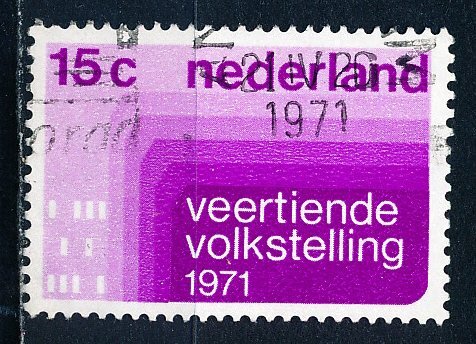 15c nederland
1971
veertiende
volkstelling
1971